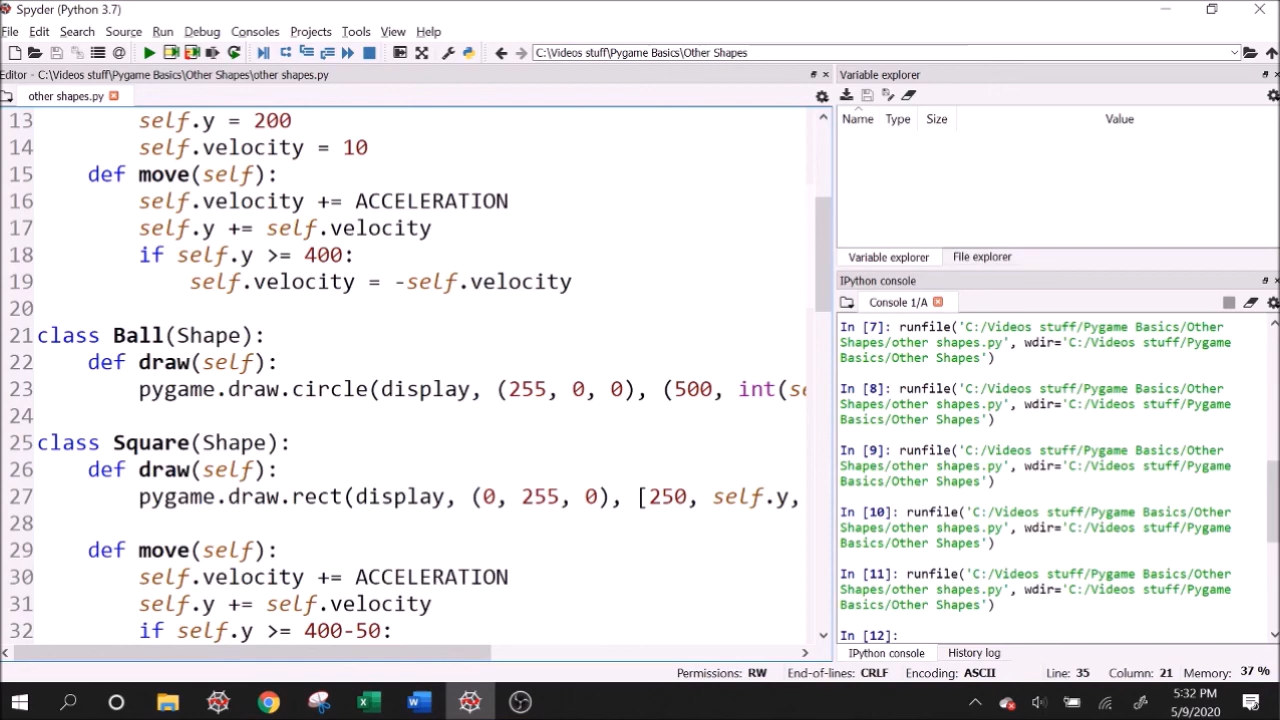 Spyder (Python 3.7)
File Edit Search Source Run Debug Consoles Projects Tools View Help
C:\Videos stuff\Pygame Basics\Other Shapes
Editor - C:\Videos stuff\Pygame Basics\Other Shapes\other shapes.py
other shapes.py
13 self.y = 200
14 self.velocity = 10
15 def move(self):
16 self.velocity += ACCELERATION
17 self.y += self.velocity
18 if self.y >= 400:
19 self.velocity = -self.velocity
20
21 class Ball(Shape):
22 def draw(self):
23 pygame.draw.circle(display, (255, 0, 0), (500, int(se
24
25 class Square(Shape):
26 def draw(self):
27 pygame.draw.rect(display, (0, 255, 0), [250, self.y,
28
29 def move(self):
30 self.velocity += ACCELERATION
31 self.y += self.velocity
32 if self.y >= 400-50:
Variable explorer
Name Type Size Value
Variable explorer File explorer
IPython console
Console 1/A
In [7]: runfile('C:/Videos stuff/Pygame Basics/Other
Shapes/other shapes.py', wdir='C:/Videos stuff/Pygame
Basics/Other Shapes')
In [8]: runfile('C:/Videos stuff/Pygame Basics/Other
Shapes/other shapes.py', wdir='C:/Videos stuff/Pygame
Basics/Other Shapes')
In [9]: runfile('C:/Videos stuff/Pygame Basics/Other
Shapes/other shapes.py', wdir='C:/Videos stuff/Pygame
Basics/Other Shapes')
In [10]: runfile('C:/Videos stuff/Pygame Basics/Other
Shapes/other shapes.py', wdir='C:/Videos stuff/Pygame
Basics/Other Shapes')
In [11]: runfile('C:/Videos stuff/Pygame Basics/Other
Shapes/other shapes.py', wdir='C:/Videos stuff/Pygame
Basics/Other Shapes')
In [12]:
IPython console History log
Permissions: RW End-of-lines: CRLF Encoding: ASCII Line: 35 Column: 21 Memory: 37 %
5:32 PM
5/9/2020